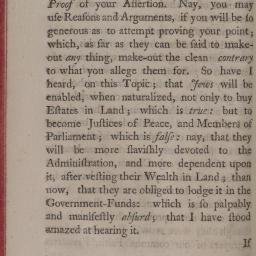 Proof of your Assertion. Nay, you may
uſe Reaſons and Arguments, if you will be ſo
generous as to attempt proving your point;
which, as far as they can be ſaid to make-
out any thing, make-out the clean contrary
to what you allege them for. So have I
heard, on this Topic; that Jews will be
enabled, when naturalized, not only to buy
Eſtates in Land; which is true: but to
become Juſtices of Peace, and Members of
Parliament; which is falſe: nay, that they
will be more ſlaviſhly devoted to the
Adminiſtration, and more dependent upon
it, after veſting their Wealth in Land; than
now, that they are obliged to lodge it in the
Government-Funds: which is ſo palpably
and manifeſtly abſurd; that I have ſtood
amazed at hearing it.
If